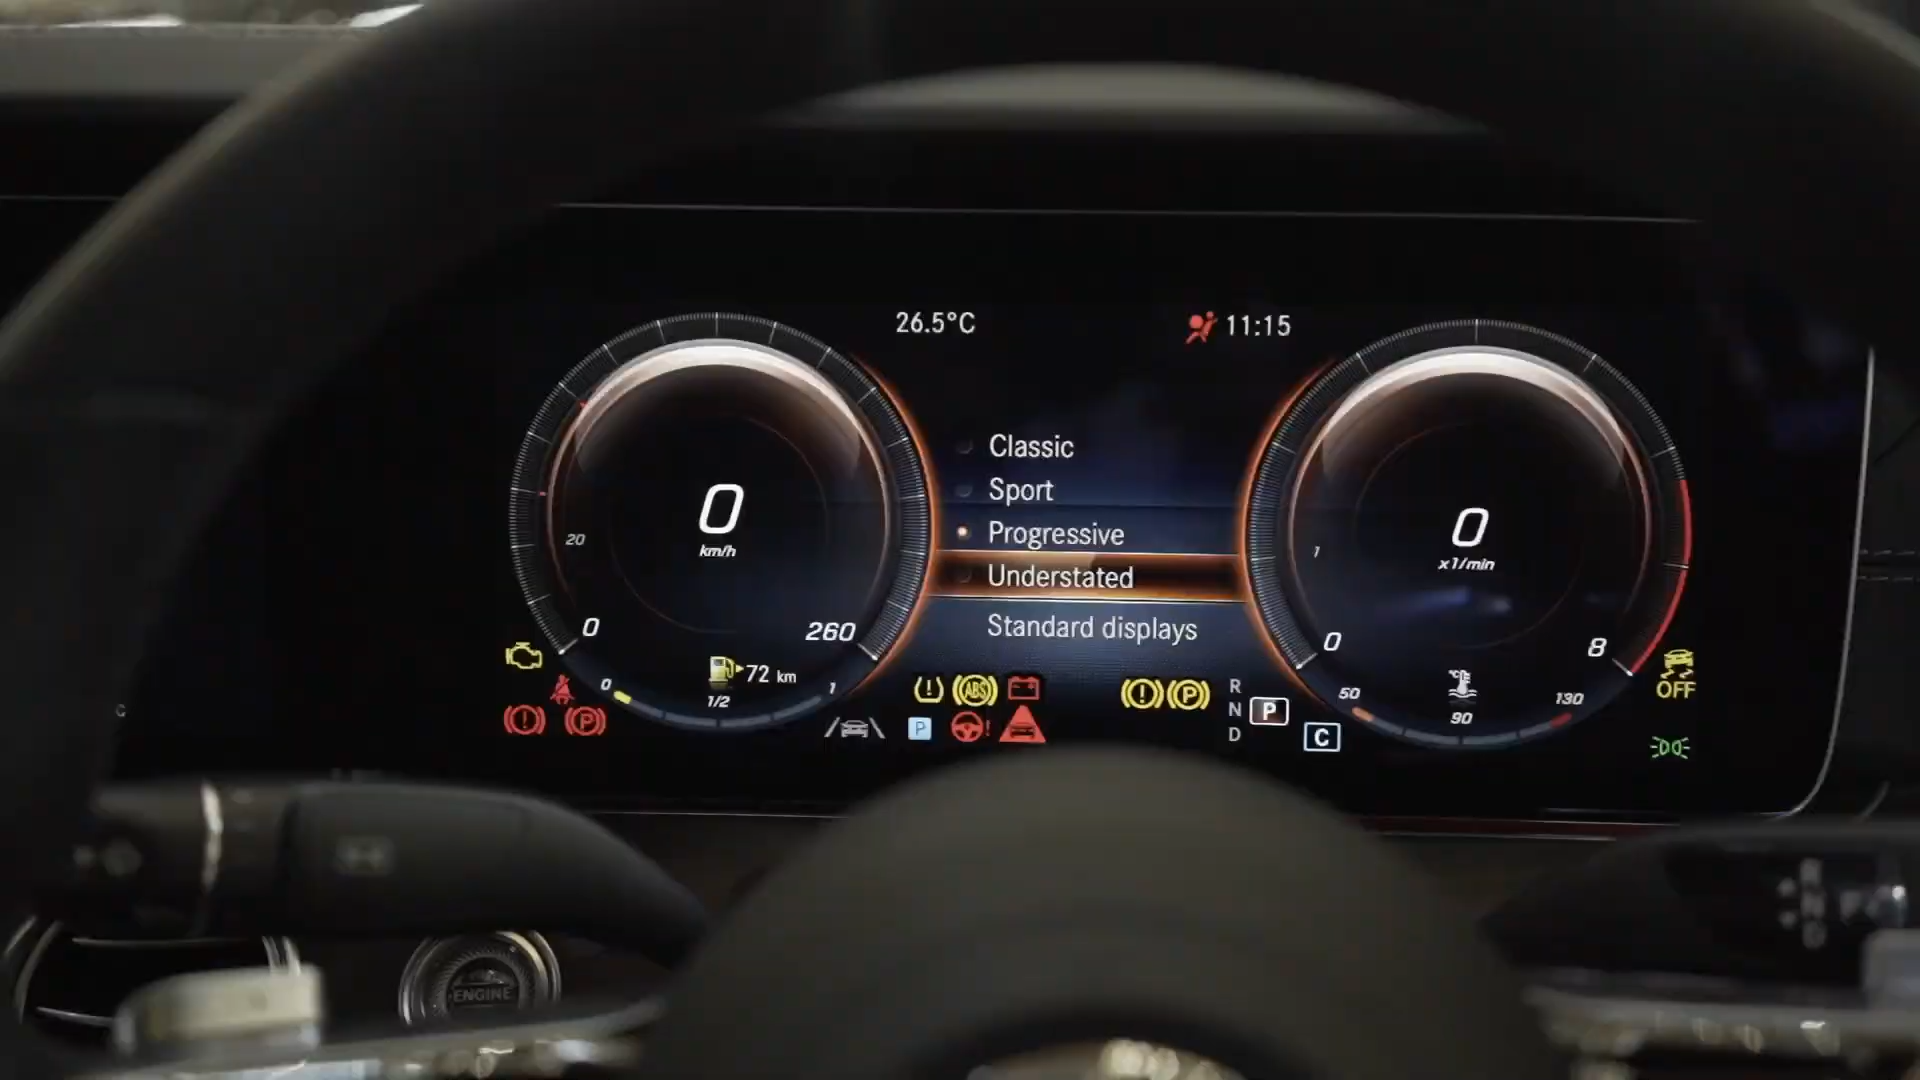 26.5°C
11:15
Classic
Sport
Progressive
Understated
Standard displays
0
km/h
20
0
260
72 km
0
1/2
1
0
x1/min
1
0
8
50
90
130
°C
ABS
P
P
P
R
N
D
P
C
OFF
ENGINE
R
N
D
P